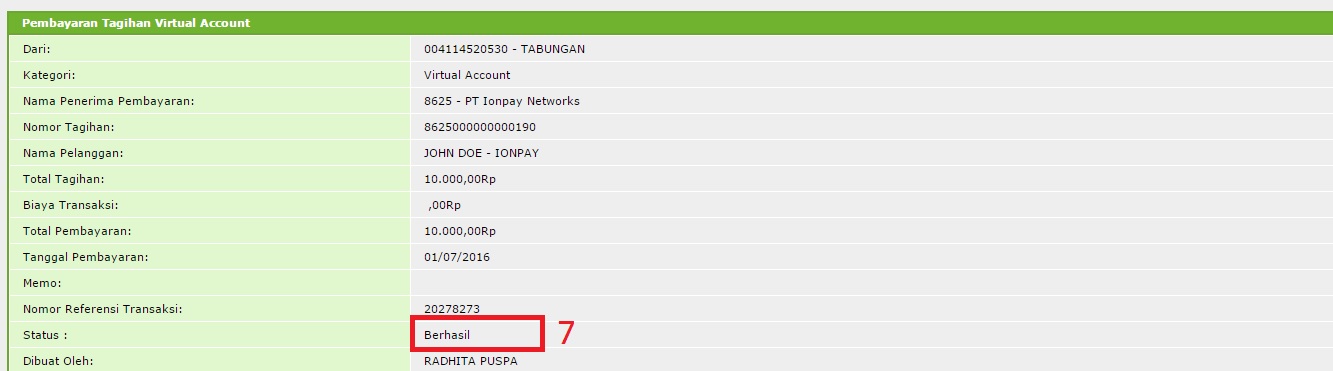 Pembayaran Tagihan Virtual Account
Dari: 004114520530 - TABUNGAN
Kategori: Virtual Account
Nama Penerima Pembayaran: 8625 - PT Ionpay Networks
Nomor Tagihan: 8625000000000190
Nama Pelanggan: JOHN DOE - IONPAY
Total Tagihan: 10.000,00Rp
Biaya Transaksi: ,00Rp
Total Pembayaran: 10.000,00Rp
Tanggal Pembayaran: 01/07/2016
Memo:
Nomor Referensi Transaksi: 20278273
Status : Berhasil 7
Dibuat Oleh: RADHITA PUSPA